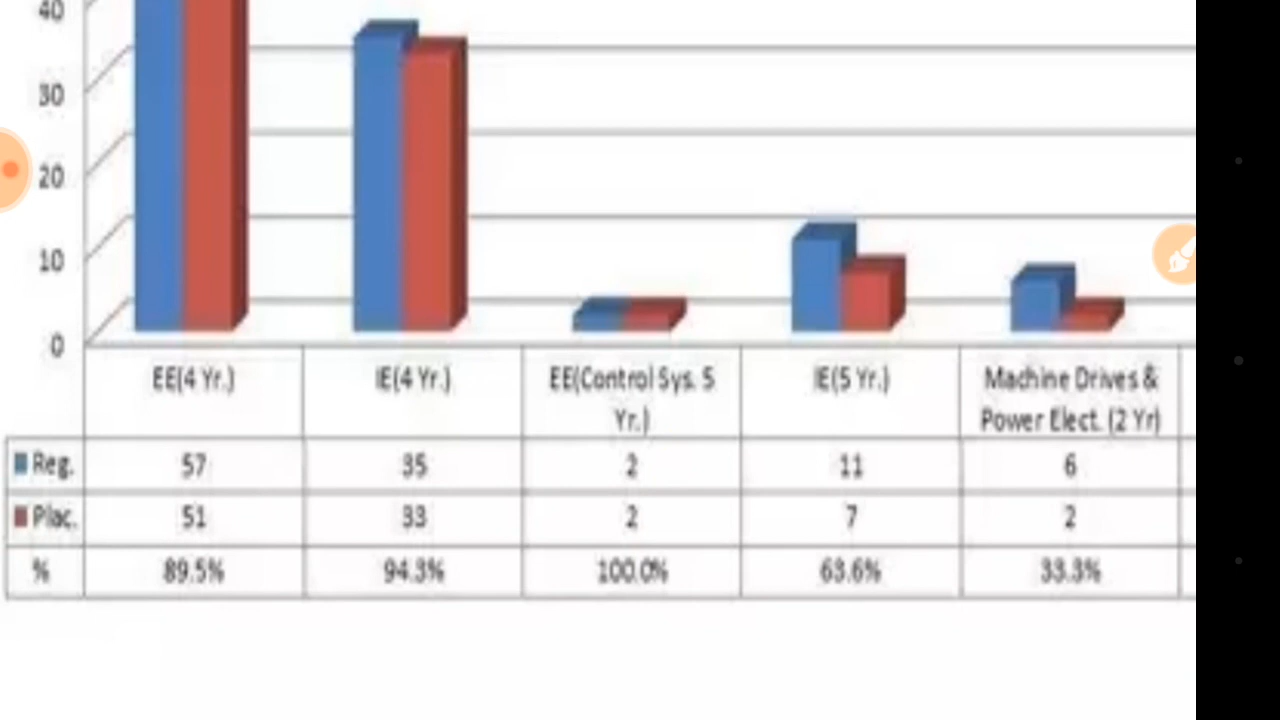 40
30
20
10
0
EE(4 Yr.) IE(4 Yr.) EE(Control Sys. 5 Yr.) IE(5 Yr.) Machine Drives & Power Elect. (2 Yr)
Reg. 57 35 2 11 6
Plac. 51 33 2 7 2
% 89.5% 94.3% 100.0% 63.6% 33.3%